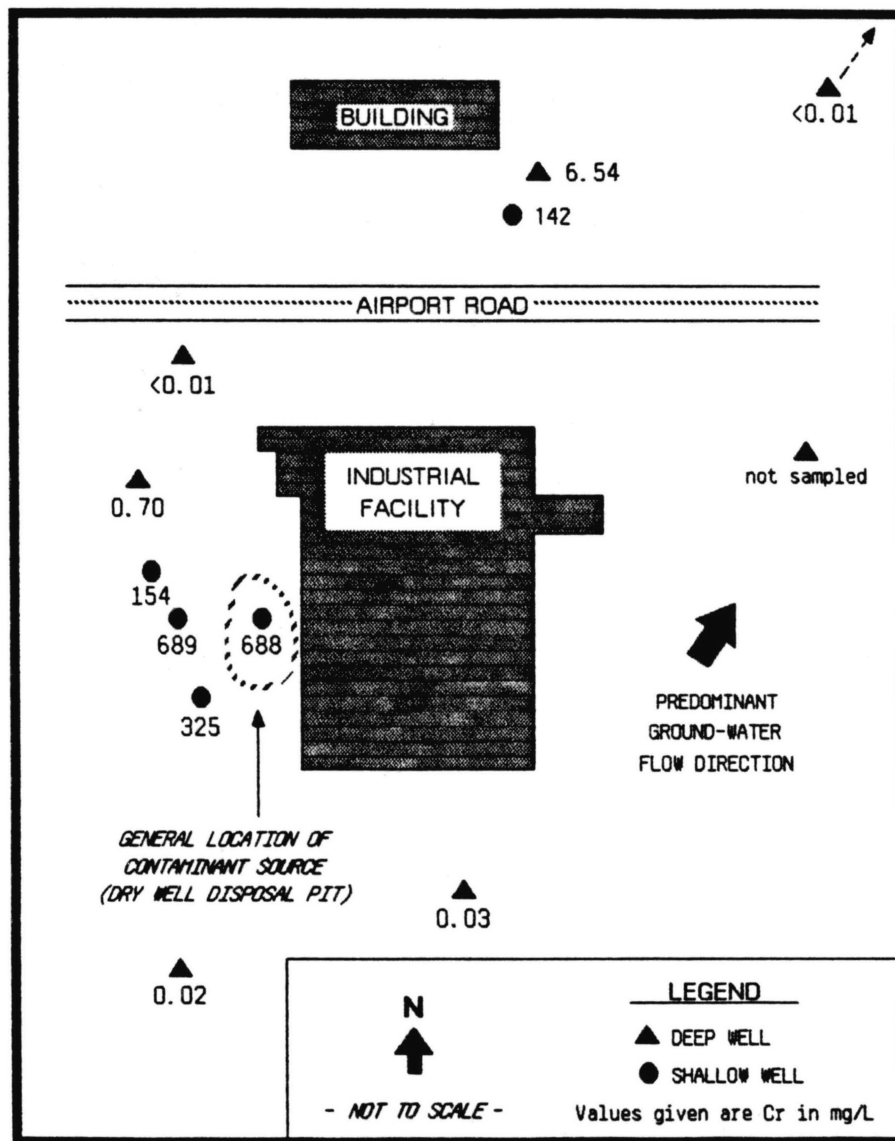 BUILDING
<0.01
6.54
142
AIRPORT ROAD
<0.01
INDUSTRIAL
FACILITY
not sampled
0.70
154
689
688
325
PREDOMINANT
GROUND-WATER
FLOW DIRECTION
GENERAL LOCATION OF
CONTAMINANT SOURCE
(DRY WELL DISPOSAL PIT)
0.03
0.02
N
- NOT TO SCALE -
LEGEND
DEEP WELL
SHALLOW WELL
Values given are Cr in mg/L